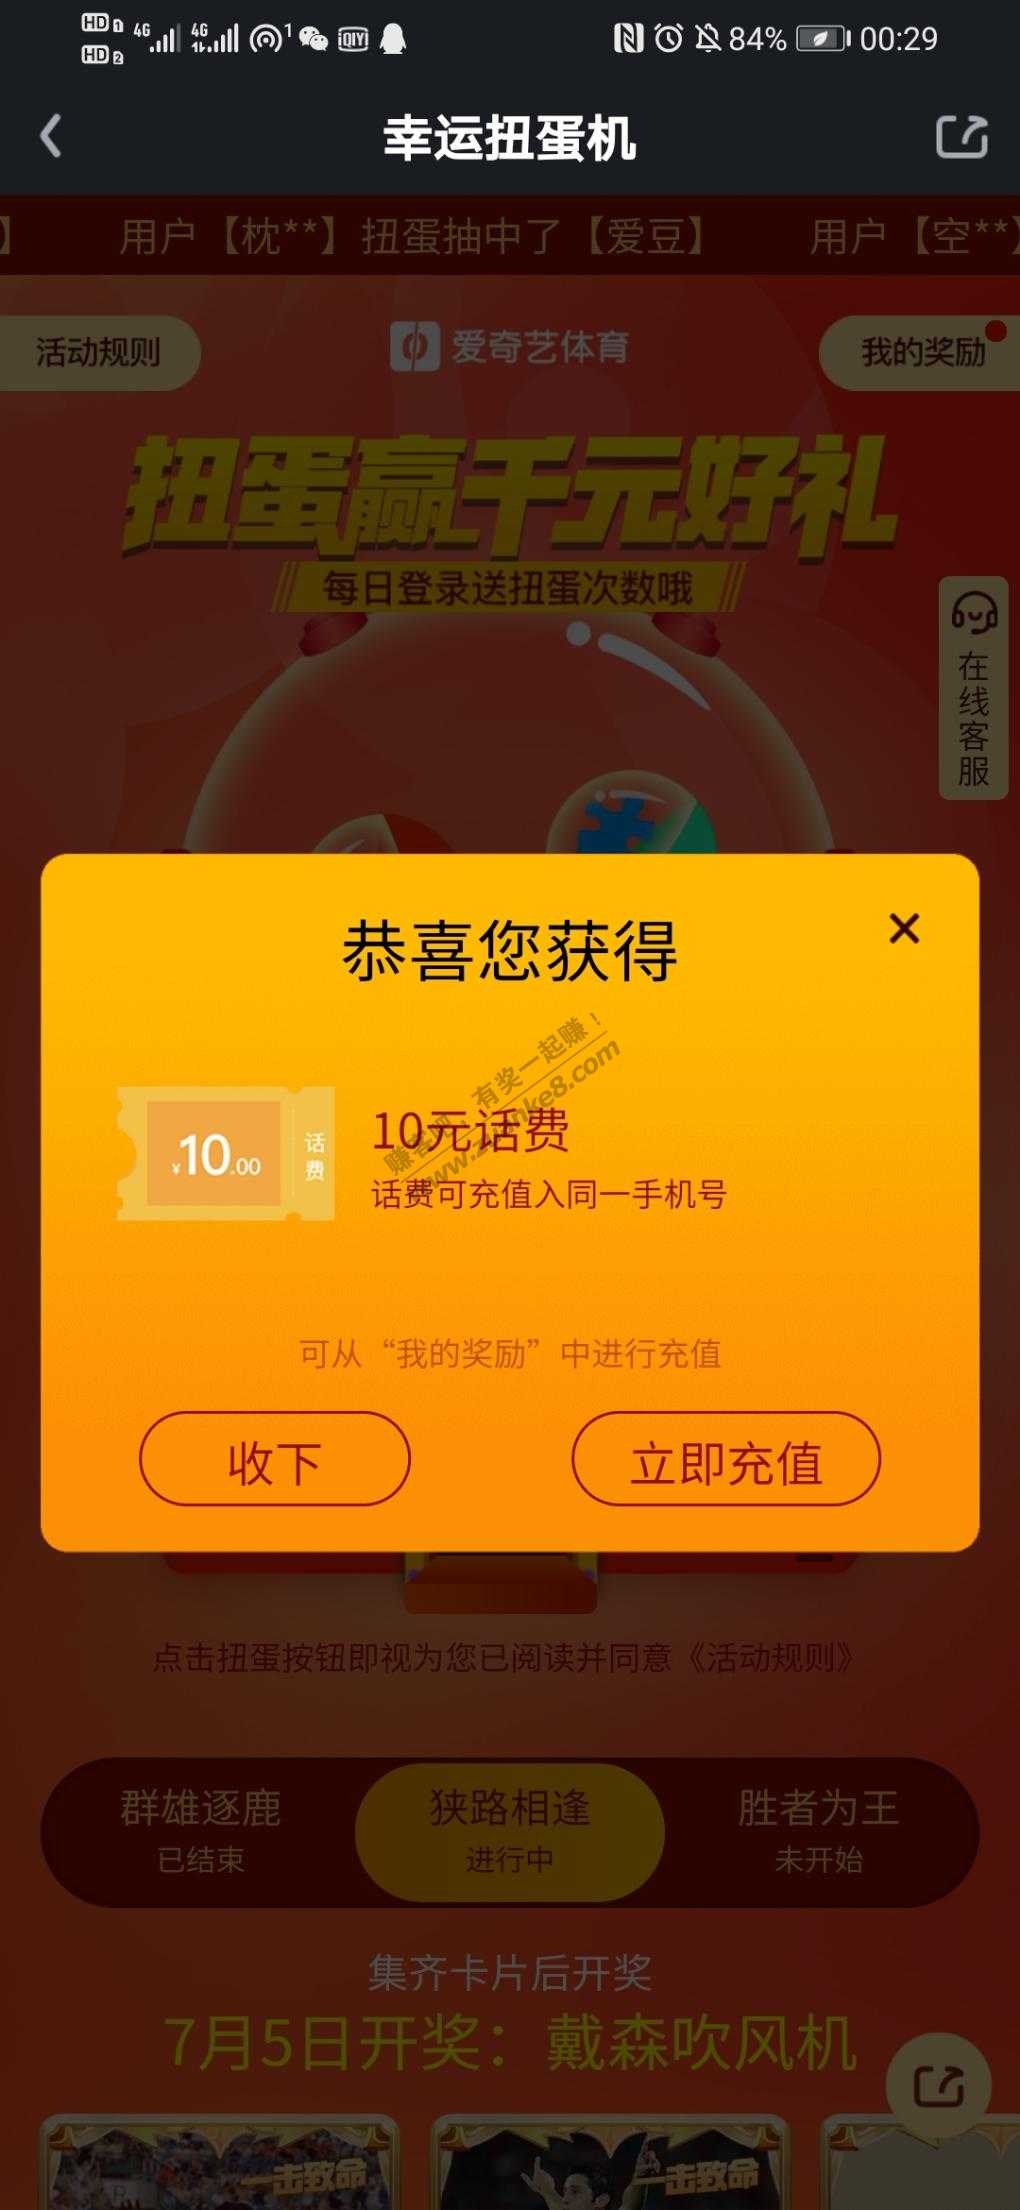 HD 1 4G 4G 1 QIY 84% 00:29
HD 2
幸运扭蛋机
】 用户【枕**】扭蛋抽中了【爱豆】 用户【空**】
活动规则
爱奇艺体育
我的奖励
扭蛋赢千元好礼
每日登录送扭蛋次数哦
在线客服
恭喜您获得
赚客吧，有奖一起赚！
www.zuanke8.com
¥10.00
话费
10元话费
话费可充值入同一手机号
可从“我的奖励”中进行充值
收下
立即充值
点击扭蛋按钮即视为您已阅读并同意《活动规则》
群雄逐鹿
已结束
狭路相逢
进行中
胜者为王
未开始
集齐卡片后开奖
7月5日开奖：戴森吹风机
一击致命
一击致命